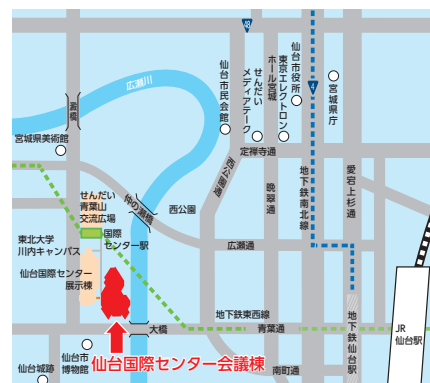 48
広瀬川
澱橋
宮城県美術館
仙台市民会館
せんだい
メディアテーク
東京エレクトロン
ホール宮城
仙台市役所
4
宮城県庁
定禅寺通
西公園通
晩翠通
地下鉄南北線
愛宕上杉通
せんだい
青葉山
交流広場
仲の瀬橋
西公園
東北大学
川内キャンパス
国際
センター駅
広瀬通
仙台国際センター
展示棟
地下鉄東西線
青葉通
大橋
地下鉄仙台駅
JR
仙台駅
仙台城跡
仙台市
博物館
仙台国際センター会議棟
南町通